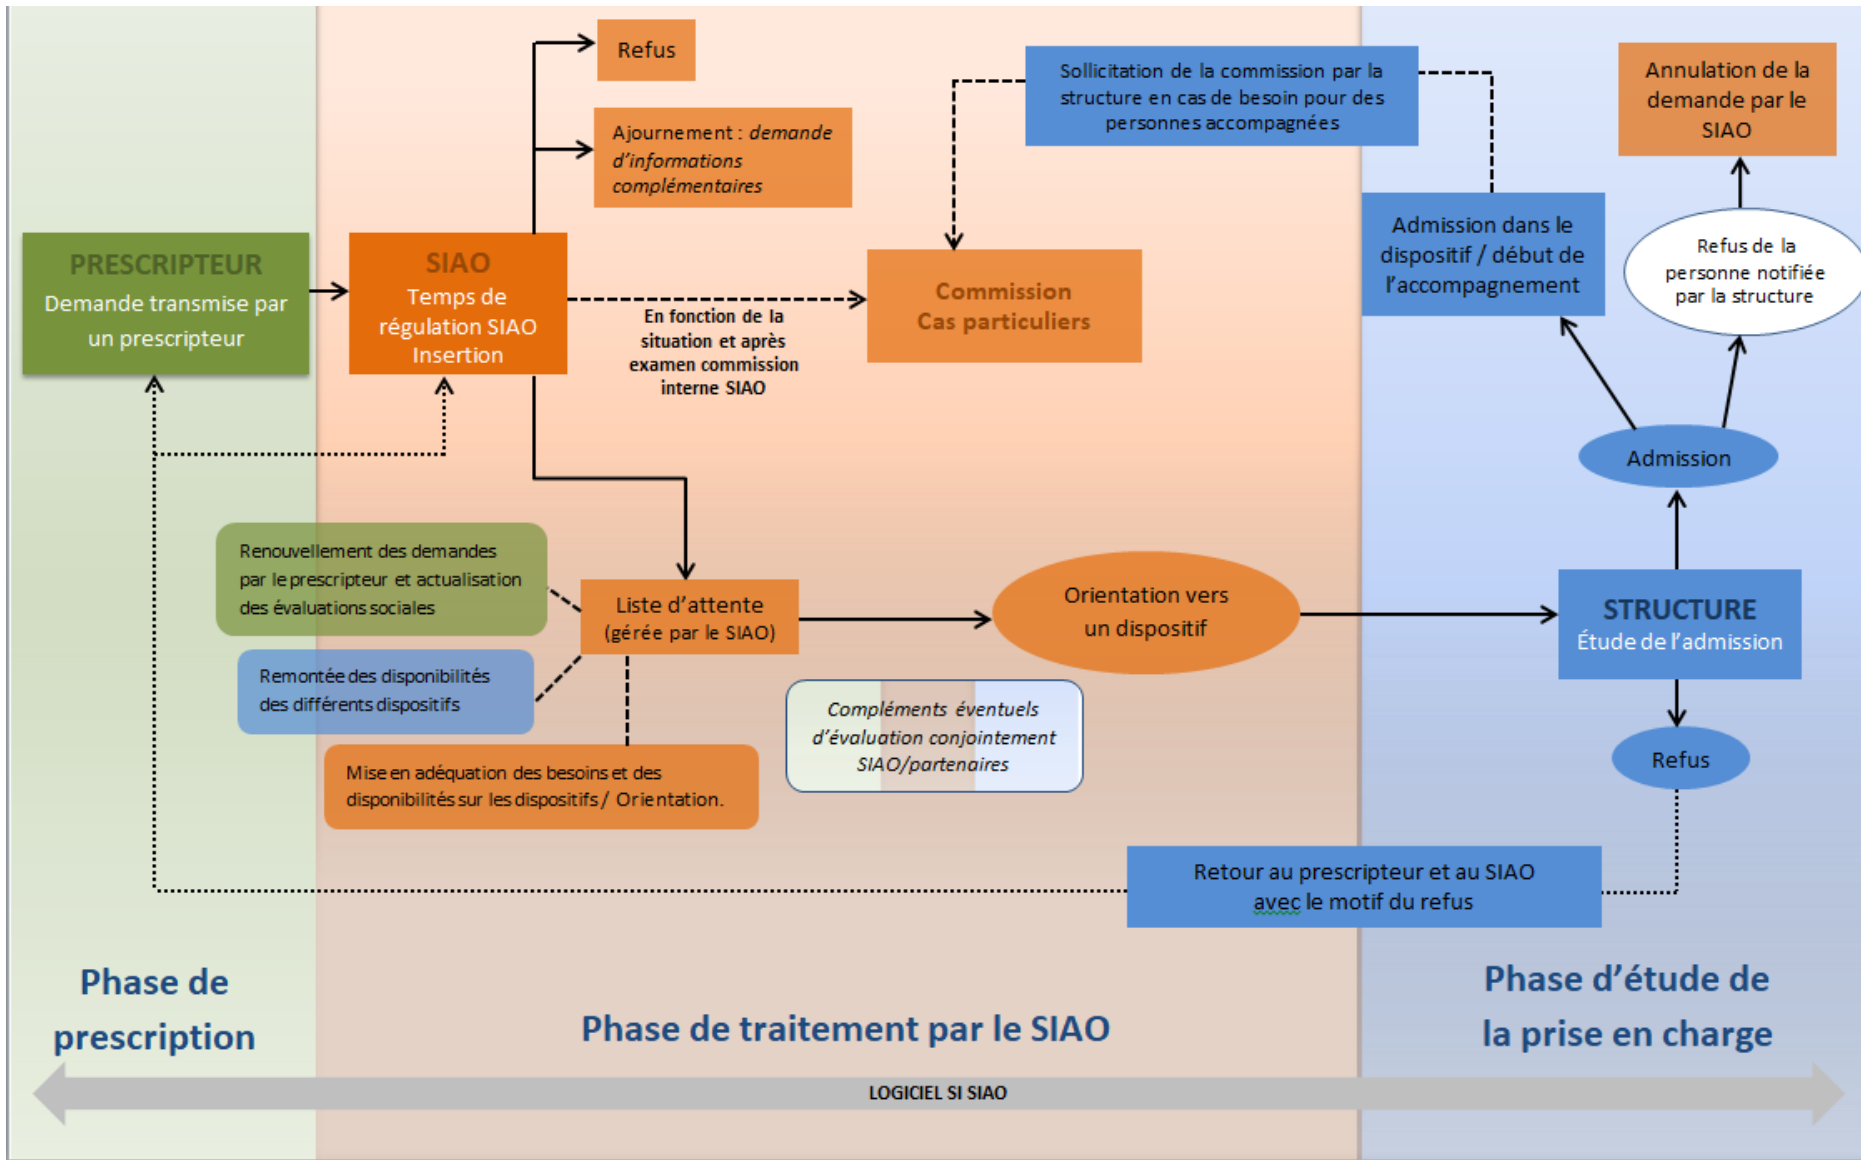 Refus
Ajournement : demande
d'informations
complémentaires
Sollicitation de la commission par la
structure en cas de besoin pour des
personnes accompagnées
Annulation de la
demande par le
SIAO
PRESCRIPTEUR
Demande transmise par
un prescripteur
SIAO
Temps de
régulation SIAO
Insertion
En fonction de la
situation et après
examen commission
interne SIAO
Commission
Cas particuliers
Admission dans le
dispositif / début de
l'accompagnement
Refus de la
personne notifiée
par la structure
Admission
Renouvellement des demandes
par le prescripteur et actualisation
des évaluations sociales
Liste d'attente
(gérée par le SIAO)
Orientation vers
un dispositif
STRUCTURE
Étude de l'admission
Remontée des disponibilités
des différents dispositifs
Compléments éventuels
d'évaluation conjointement
SIAO/partenaires
Mise en adéquation des besoins et des
disponibilités sur les dispositifs / Orientation.
Refus
Retour au prescripteur et au SIAO
avec le motif du refus
Phase de
prescription
Phase de traitement par le SIAO
Phase d'étude de
la prise en charge
LOGICIEL SI SIAO